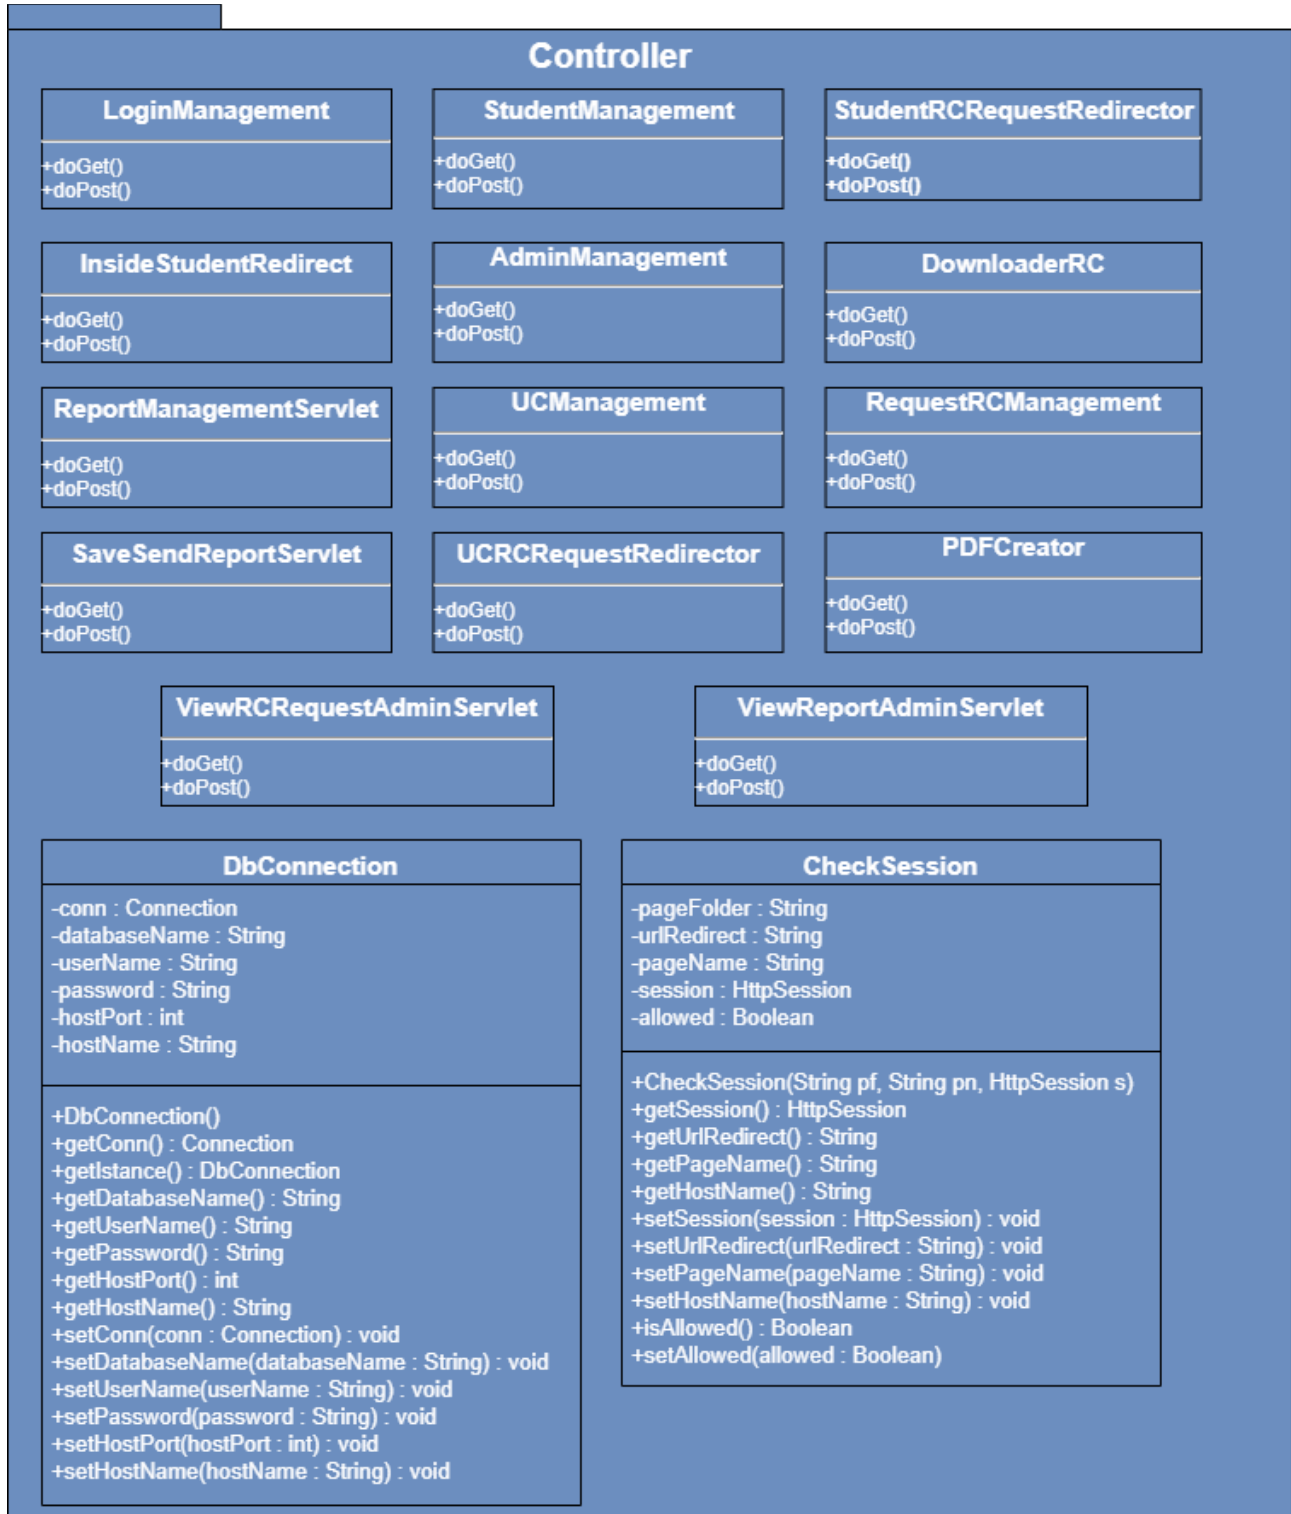 Controller
LoginManagement
+doGet()
+doPost()
StudentManagement
+doGet()
+doPost()
StudentRCRequestRedirector
+doGet()
+doPost()
InsideStudentRedirect
+doGet()
+doPost()
AdminManagement
+doGet()
+doPost()
DownloaderRC
+doGet()
+doPost()
ReportManagementServlet
+doGet()
+doPost()
UCManagement
+doGet()
+doPost()
RequestRCManagement
+doGet()
+doPost()
SaveSendReportServlet
+doGet()
+doPost()
UCRCRequestRedirector
+doGet()
+doPost()
PDFCreator
+doGet()
+doPost()
ViewRCRequestAdminServlet
+doGet()
+doPost()
ViewReportAdminServlet
+doGet()
+doPost()
DbConnection
-conn : Connection
-databaseName : String
-userName : String
-password : String
-hostPort : int
-hostName : String
+DbConnection()
+getConn() : Connection
+getIstance() : DbConnection
+getDatabaseName() : String
+getUserName() : String
+getPassword() : String
+getHostPort() : int
+getHostName() : String
+setConn(conn : Connection) : void
+setDatabaseName(databaseName : String) : void
+setUserName(userName : String) : void
+setPassword(password : String) : void
+setHostPort(hostPort : int) : void
+setHostName(hostName : String) : void
CheckSession
-pageFolder : String
-urlRedirect : String
-pageName : String
-session : HttpSession
-allowed : Boolean
+CheckSession(String pf, String pn, HttpSession s)
+getSession() : HttpSession
+getUrlRedirect() : String
+getPageName() : String
+getHostName() : String
+setSession(session : HttpSession) : void
+setUrlRedirect(urlRedirect : String) : void
+setPageName(pageName : String) : void
+setHostName(hostName : String) : void
+isAllowed() : Boolean
+setAllowed(allowed : Boolean)